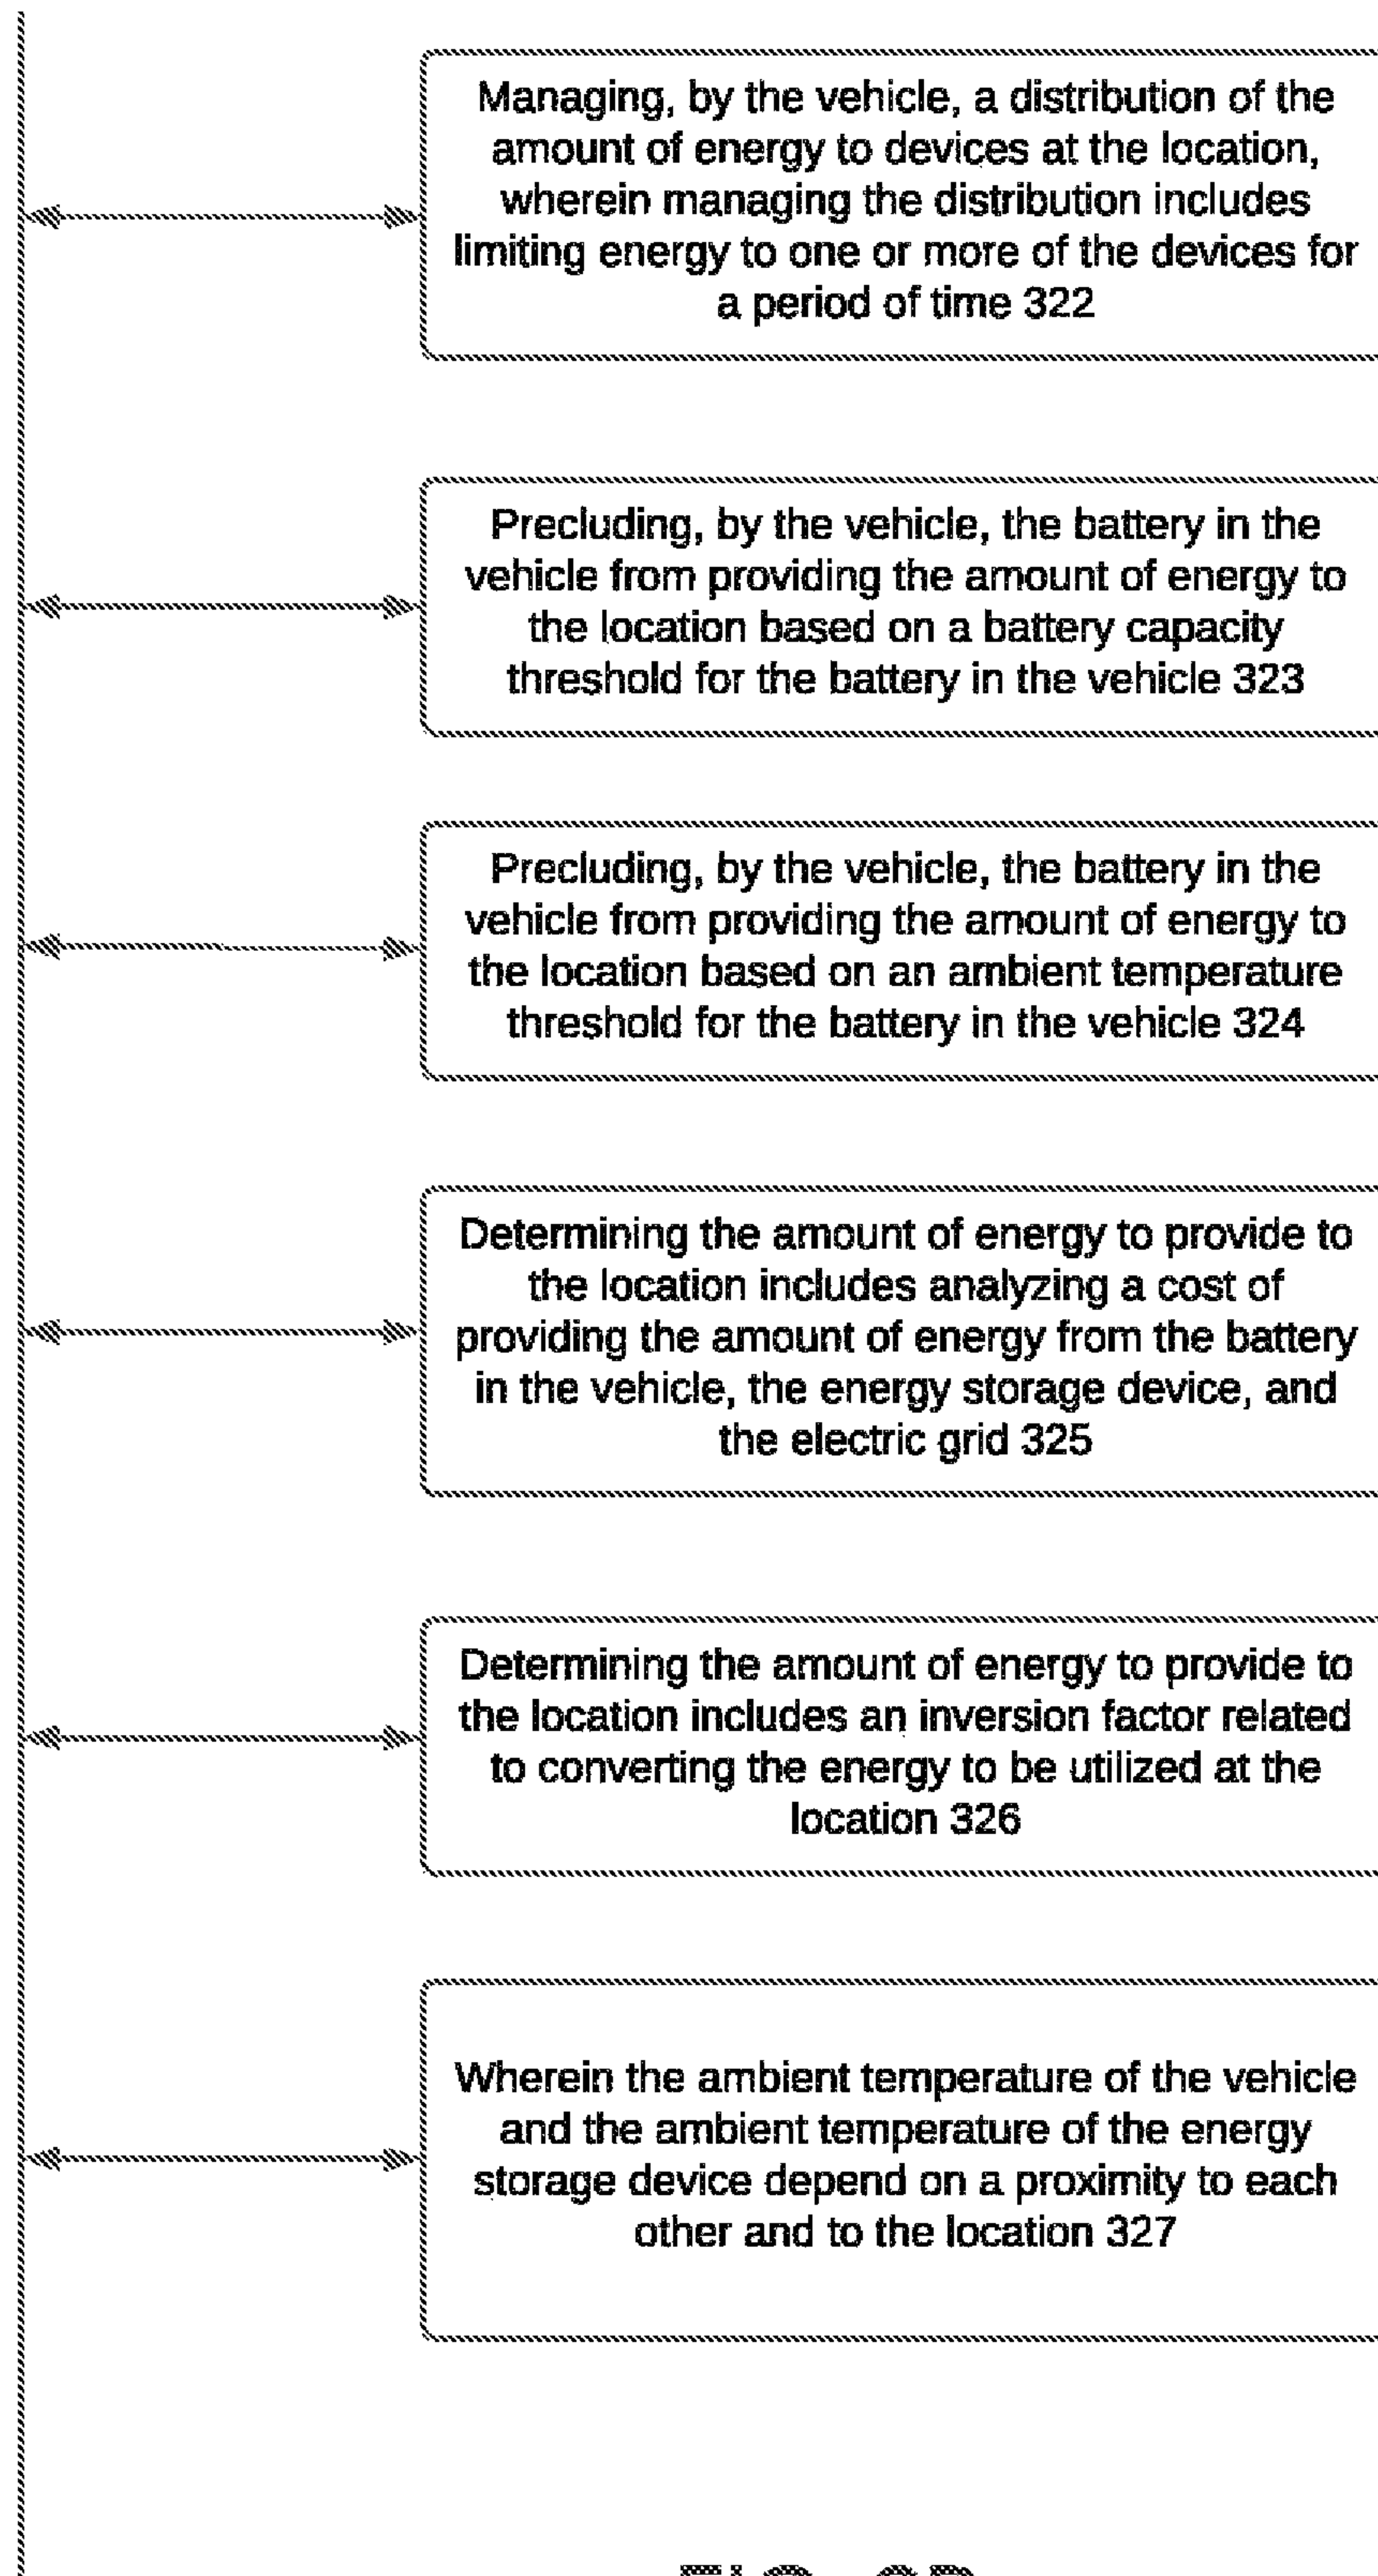 Managing, by the vehicle, a distribution of the
amount of energy to devices at the location,
wherein managing the distribution includes
limiting energy to one or more of the devices for
a period of time 322
Precluding, by the vehicle, the battery in the
vehicle from providing the amount of energy to
the location based on a battery capacity
threshold for the battery in the vehicle 323
Precluding, by the vehicle, the battery in the
vehicle from providing the amount of energy to
the location based on an ambient temperature
threshold for the battery in the vehicle 324
Determining the amount of energy to provide to
the location includes analyzing a cost of
providing the amount of energy from the battery
in the vehicle, the energy storage device, and
the electric grid 325
Determining the amount of energy to provide to
the location includes an inversion factor related
to converting the energy to be utilized at the
location 326
Wherein the ambient temperature of the vehicle
and the ambient temperature of the energy
storage device depend on a proximity to each
other and to the location 327